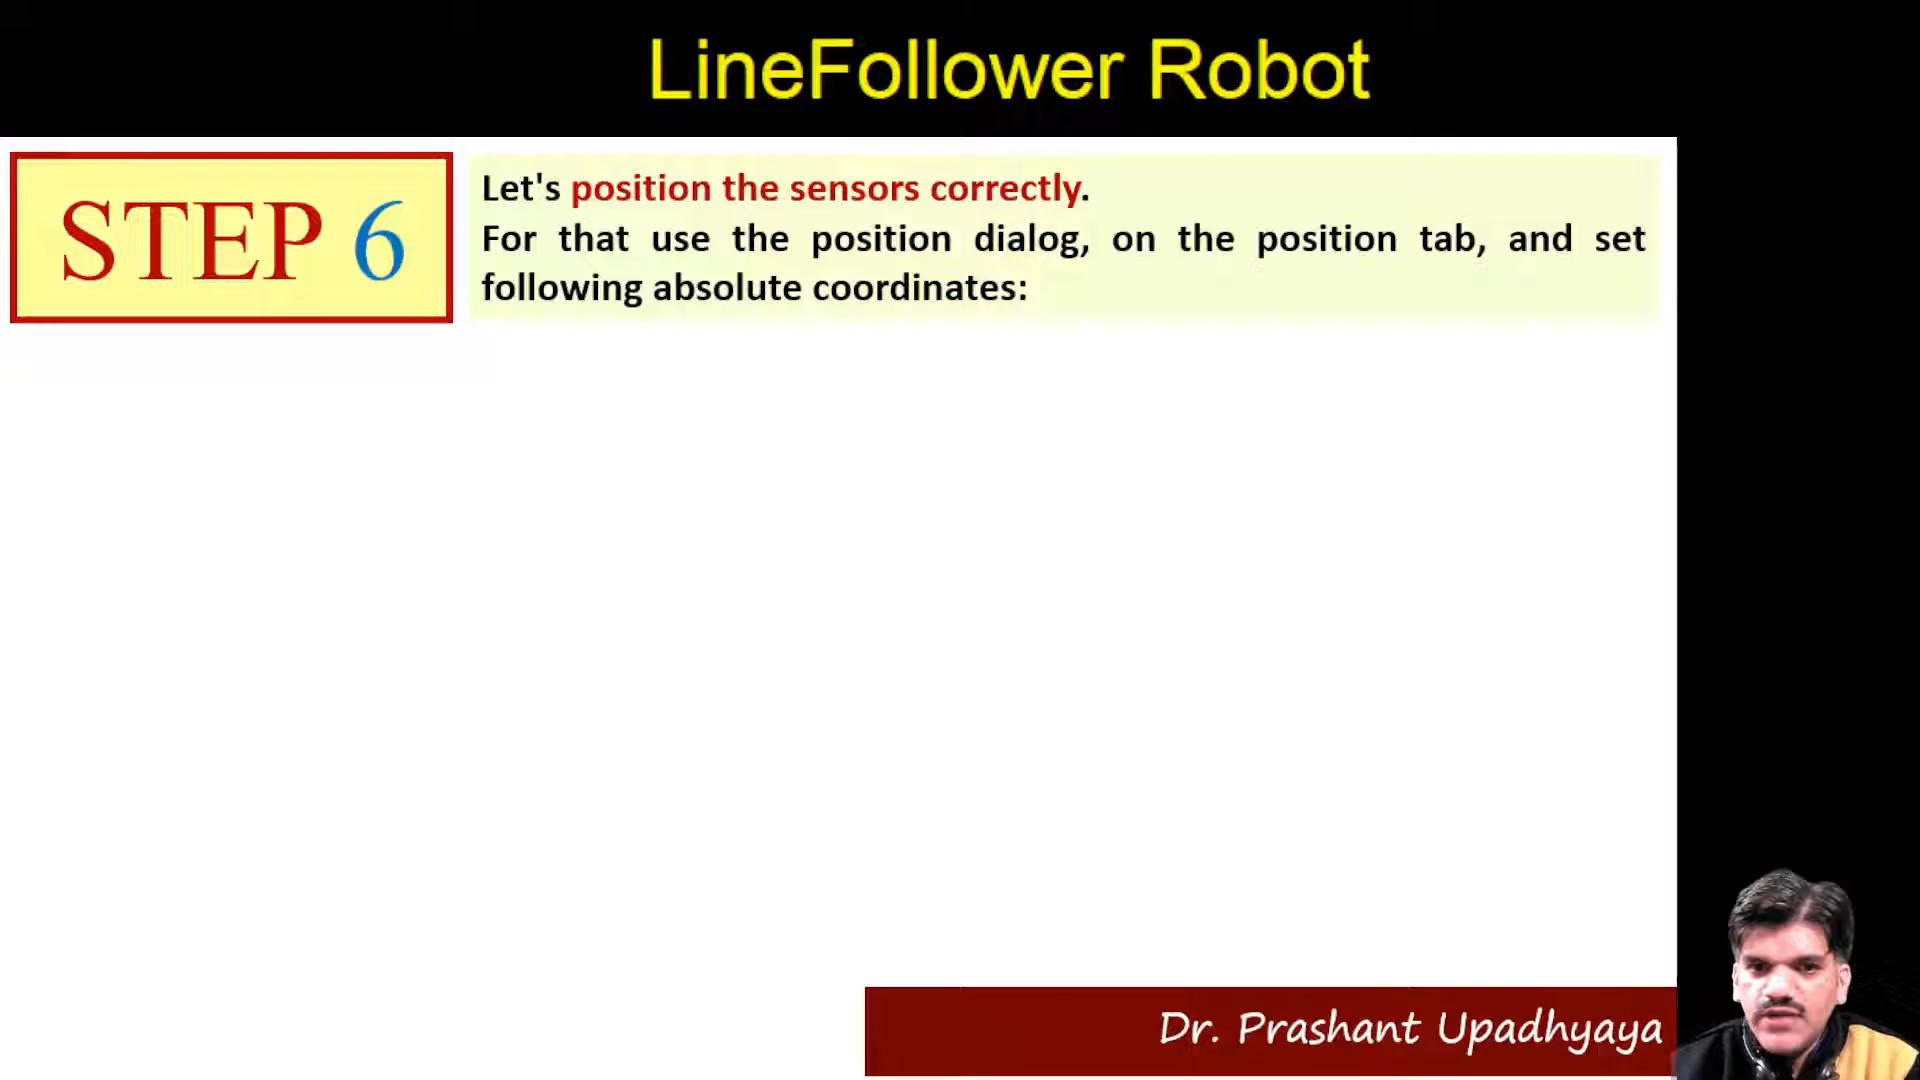 LineFollower Robot
STEP 6
Let's position the sensors correctly.
For that use the position dialog, on the position tab, and set
following absolute coordinates:
Dr. Prashant Upadhyaya